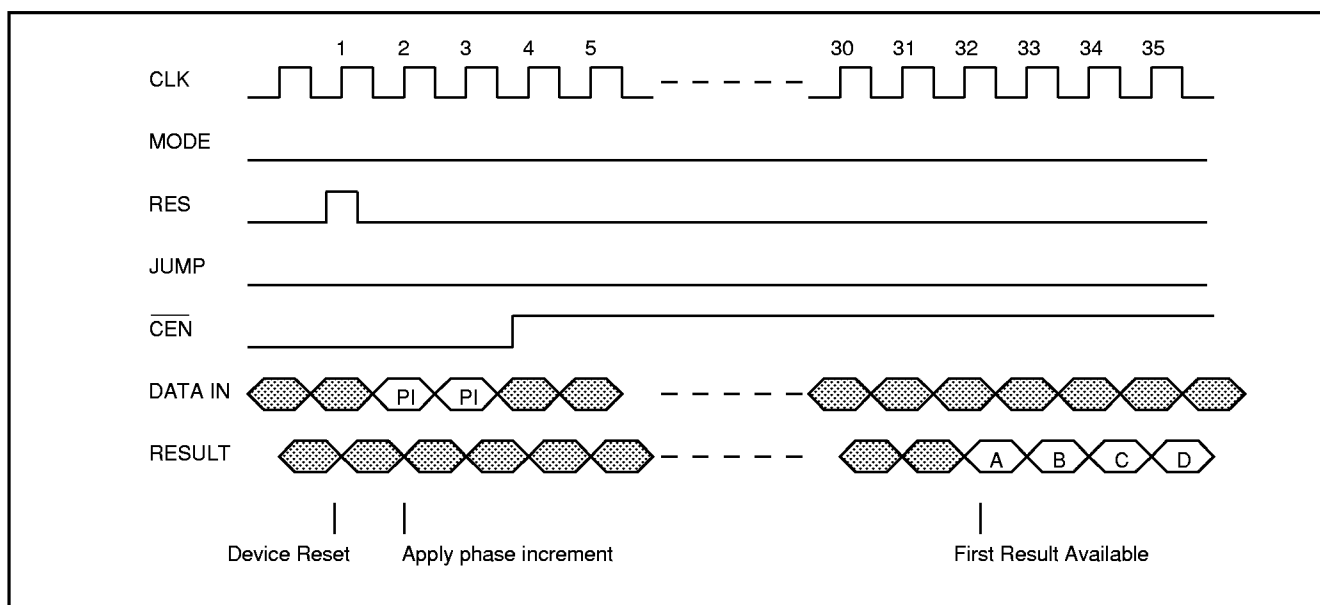 1 2 3 4 5 30 31 32 33 34 35
CLK
MODE
RES
JUMP
CEN
DATA IN PI PI
RESULT A B C D
Device Reset Apply phase increment First Result Available